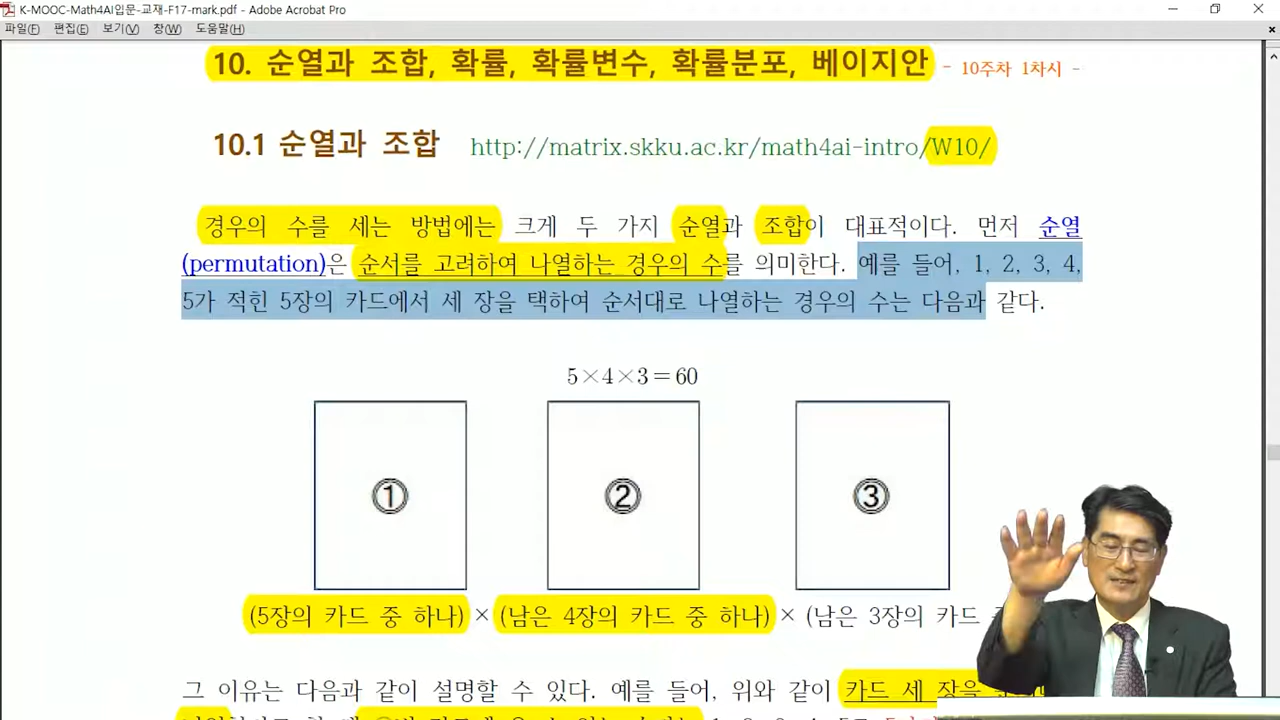 K-MOOC-Math4AI입문-교재-F17-mark.pdf - Adobe Acrobat Pro
파일(F) 편집(E) 보기(V) 창(W) 도움말(H)
10. 순열과 조합, 확률, 확률변수, 확률분포, 베이지안 - 10주차 1차시 -
10.1 순열과 조합 http://matrix.skku.ac.kr/math4ai-intro/W10/
경우의 수를 세는 방법에는 크게 두 가지 순열과 조합이 대표적이다. 먼저 순열
(permutation)은 순서를 고려하여 나열하는 경우의 수를 의미한다. 예를 들어, 1, 2, 3, 4,
5가 적힌 5장의 카드에서 세 장을 택하여 순서대로 나열하는 경우의 수는 다음과 같다.
5×4×3=60
① ② ③
(5장의 카드 중 하나) × (남은 4장의 카드 중 하나) × (남은 3장의 카드
그 이유는 다음과 같이 설명할 수 있다. 예를 들어, 위와 같이 카드 세 장을